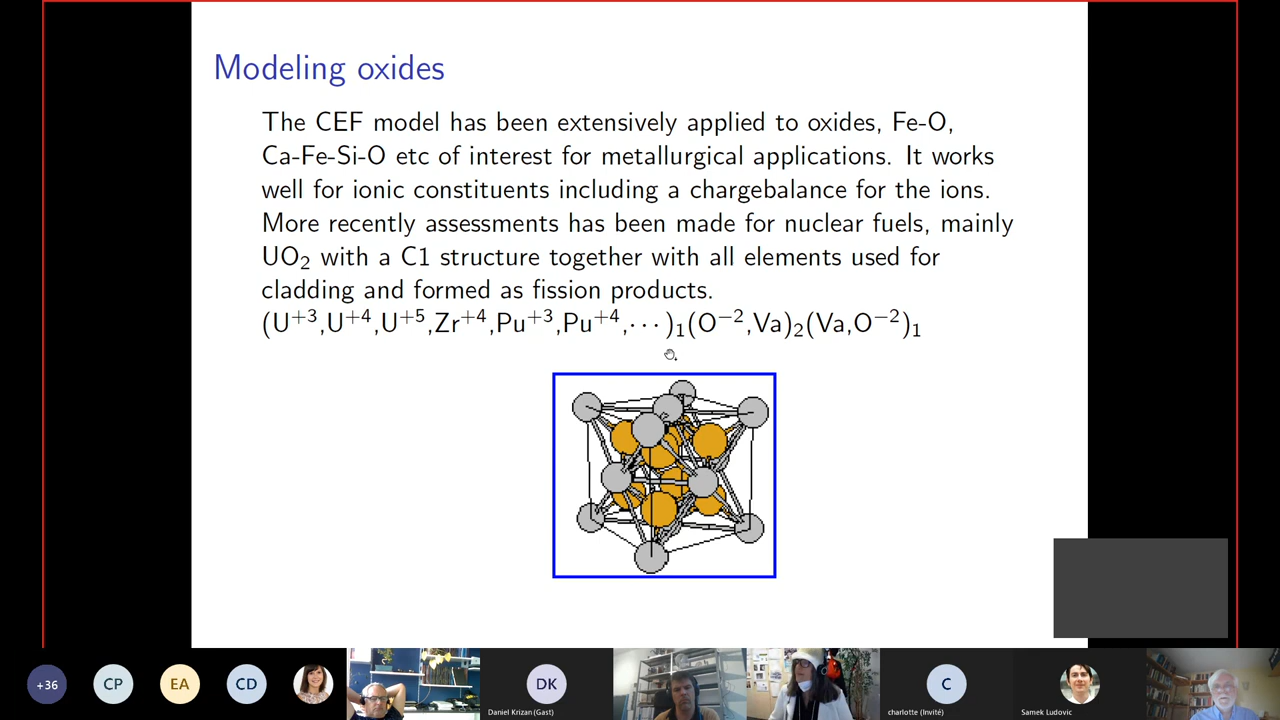 Modeling oxides
The CEF model has been extensively applied to oxides, Fe-O,
Ca-Fe-Si-O etc of interest for metallurgical applications. It works
well for ionic constituents including a chargebalance for the ions.
More recently assessments has been made for nuclear fuels, mainly
UO₂ with a C1 structure together with all elements used for
cladding and formed as fission products.
(U⁺³,U⁺⁴,U⁺⁵,Zr⁺⁴,Pu⁺³,Pu⁺⁴,⋯)₁(O⁻²,Va)₂(Va,O⁻²)₁
+36
CP
EA
CD
DK
C
Daniel Krizan (Gast)
charlotte (Invité)
Samek Ludovic